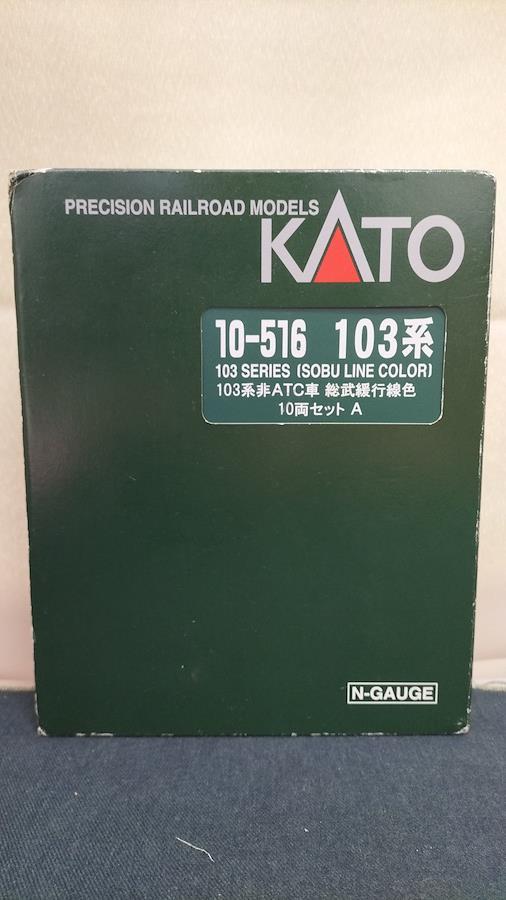 PRECISION RAILROAD MODELS
KATO
10-516 103系
103 SERIES (SOBU LINE COLOR)
103系非ATC車 総武緩行線色
10両セット A
N-GAUGE